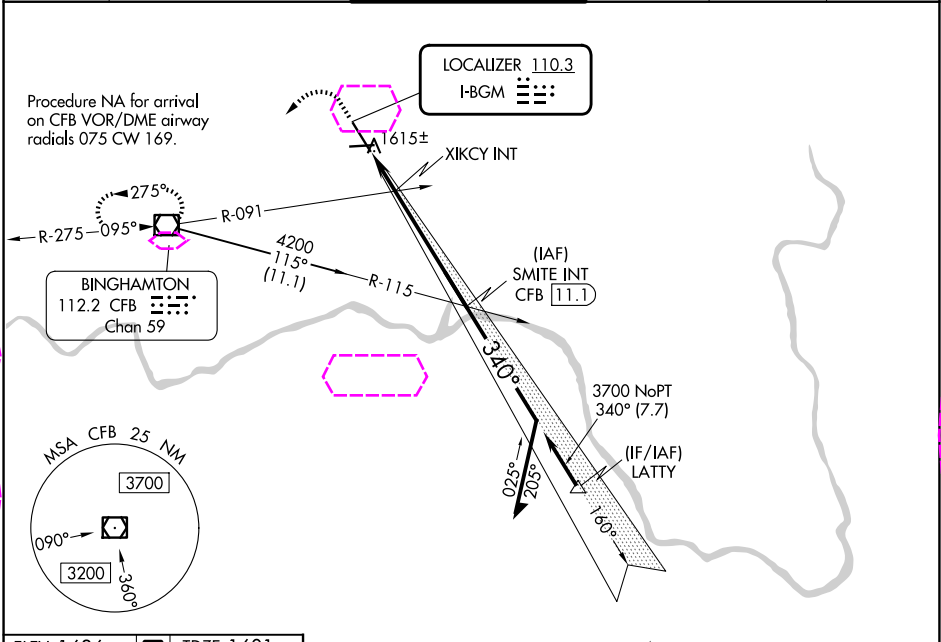 Procedure NA for arrival
on CFB VOR/DME airway
radials 075 CW 169.
LOCALIZER 110.3
I-BGM
1615±
XIKCY INT
275°
R-275
095°
R-091
4200
115°
(11.1)
R-115
BINGHAMTON
112.2 CFB
Chan 59
(IAF)
SMITE INT
CFB 11.1
340°
3700 NoPT
340° (7.7)
(IF/IAF)
LATTY
025°
205°
160°
MSA CFB 25 NM
3700
090°
3200
360°